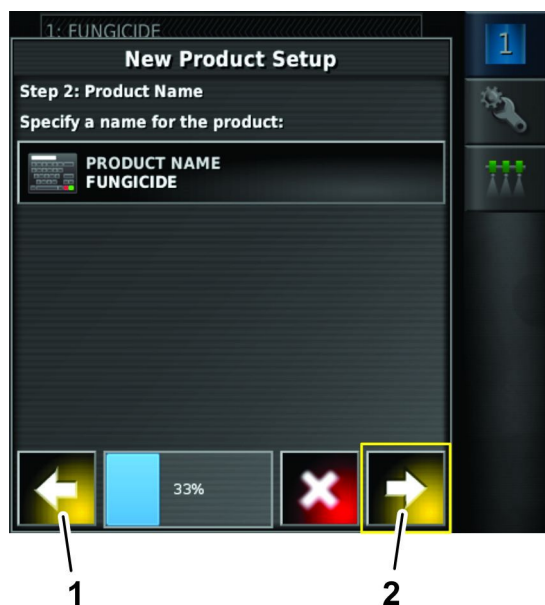 1: FUNGICIDE
1
New Product Setup
Step 2: Product Name
Specify a name for the product:
PRODUCT NAME
FUNGICIDE
33%
1
2